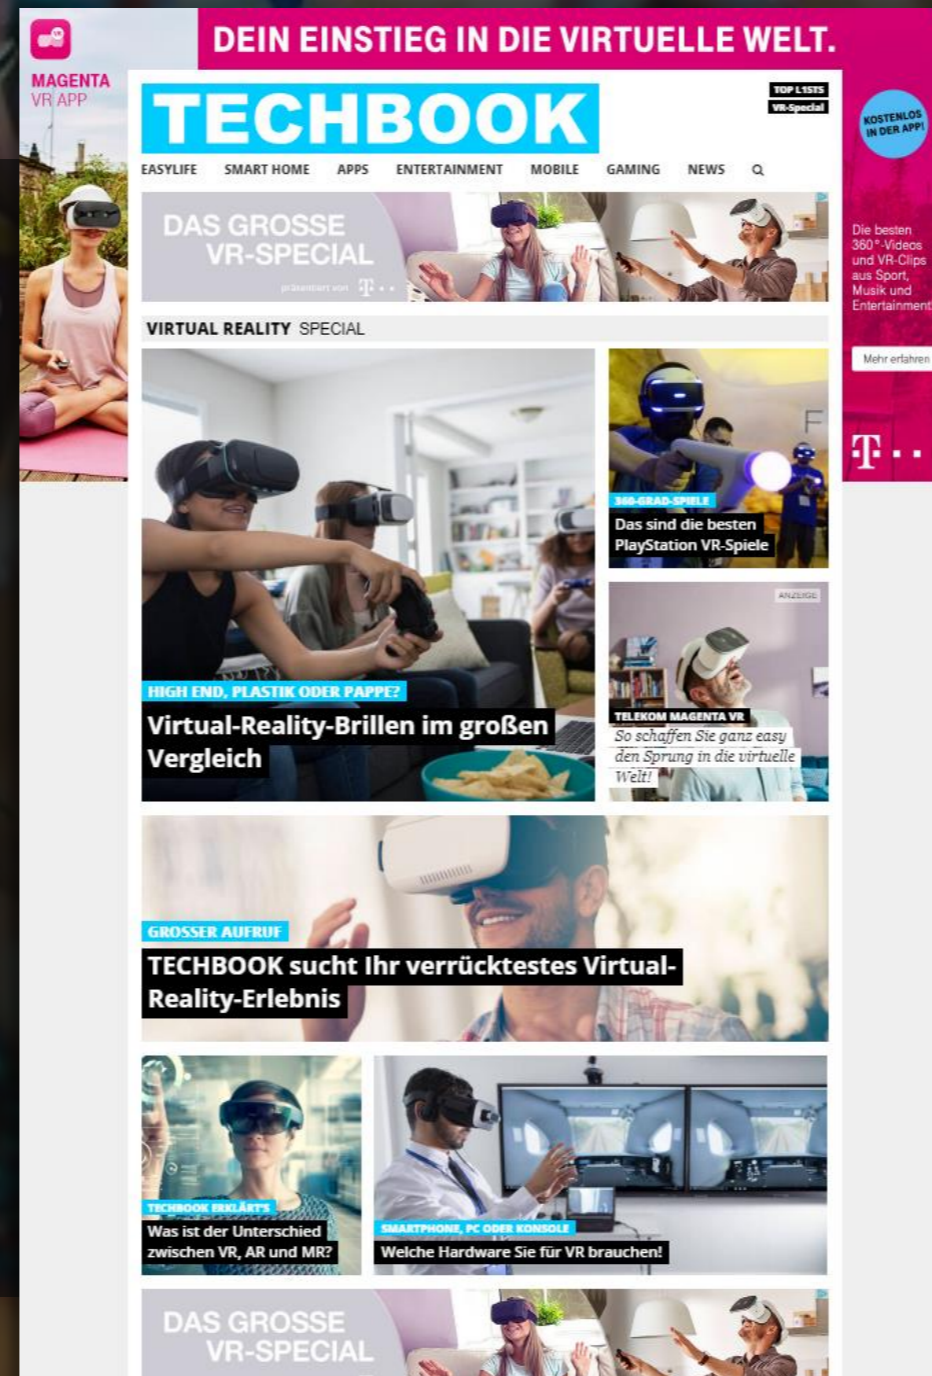 DEIN EINSTIEG IN DIE VIRTUELLE WELT.
MAGENTA
VR APP
TECHBOOK
TOP L1STS
VR-Special
KOSTENLOS
IN DER APP!
EASYLIFE SMART HOME APPS ENTERTAINMENT MOBILE GAMING NEWS
DAS GROSSE
VR-SPECIAL
präsentiert von T
Die besten
360°-Videos
und VR-Clips
aus Sport,
Musik und
Entertainment
Mehr erfahren
T
VIRTUAL REALITY SPECIAL
HIGH END, PLASTIK ODER PAPPE?
Virtual-Reality-Brillen im großen
Vergleich
F
360-GRAD-SPIELE
Das sind die besten
PlayStation VR-Spiele
ANZEIGE
TELEKOM MAGENTA VR
So schaffen Sie ganz easy
den Sprung in die virtuelle
Welt!
GROSSER AUFRUF
TECHBOOK sucht Ihr verrücktestes Virtual-
Reality-Erlebnis
TECHBOOK ERKLÄRT'S
Was ist der Unterschied
zwischen VR, AR und MR?
SMARTPHONE, PC ODER KONSOLE
Welche Hardware Sie für VR brauchen!
DAS GROSSE
VR-SPECIAL